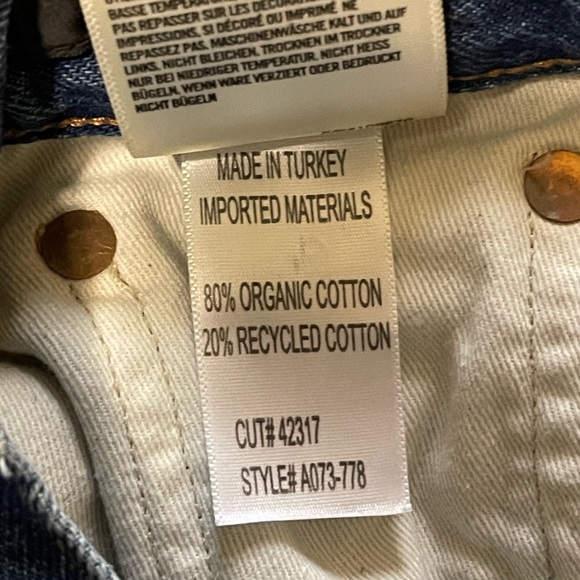 BASSE TEMPERATU
PAS REPASSER SUR LES DÉCORA
IMPRESSIONS, SI DÉCORÉ OU IMPRIMÉ, NE
REPASSEZ PAS. MASCHINENWÄSCHE KALT UND AUF
LINKS. NICHT BLEICHEN, TROCKNEN IM TROCKNER
NUR BEI NIEDRIGER TEMPERATUR. NICHT HEISS
BÜGELN. WENN WARE VERZIERT ODER BEDRUCKT
NICHT BÜGELN
MADE IN TURKEY
IMPORTED MATERIALS
80% ORGANIC COTTON
20% RECYCLED COTTON
CUT# 42317
STYLE# A073-778